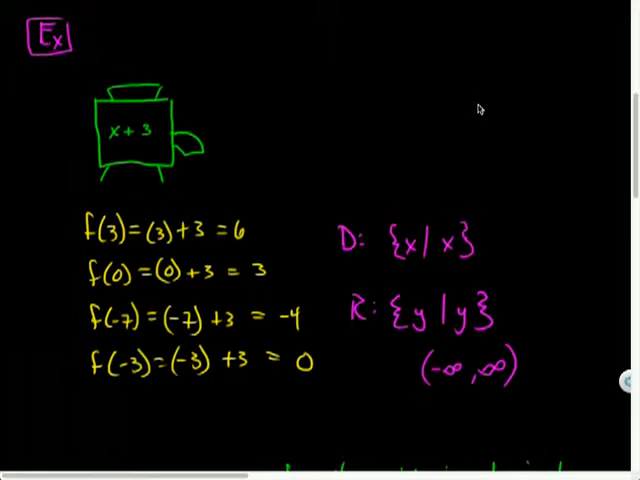 Ex
x + 3
f(3) = (3) + 3 = 6
f(0) = (0) + 3 = 3
f(-7) = (-7) + 3 = -4
f(-3) = (-3) + 3 = 0
D: {x | x}
R: {y | y}
(-∞, ∞)